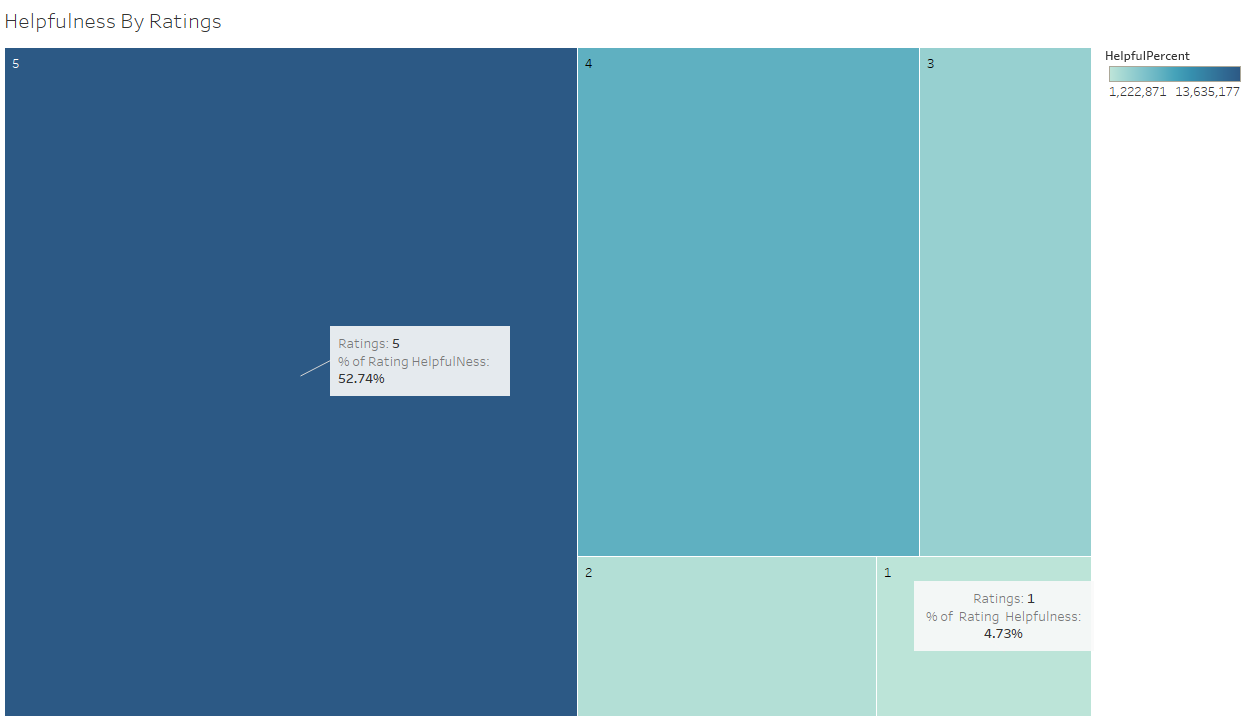 Helpfulness By Ratings
5
4
3
HelpfulPercent
1,222,871 13,635,177
Ratings: 5
% of Rating HelpfulNess:
52.74%
2
1
Ratings: 1
% of Rating Helpfulness:
4.73%